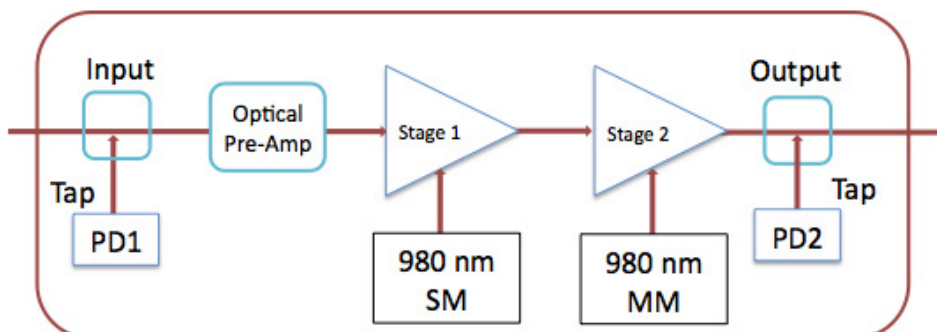 Input
Output
Optical
Pre-Amp
Stage 1
Stage 2
Tap
Tap
PD1
PD2
980 nm
SM
980 nm
MM